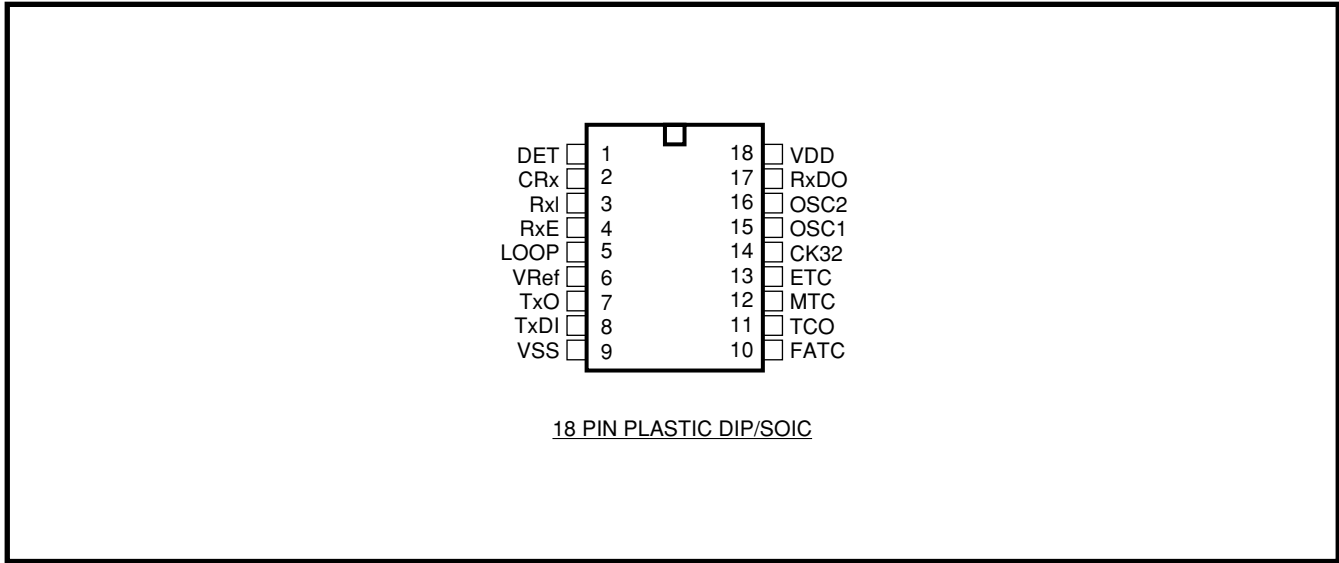 DET 1 18 VDD
CRx 2 17 RxDO
RxI 3 16 OSC2
RxE 4 15 OSC1
LOOP 5 14 CK32
VRef 6 13 ETC
TxO 7 12 MTC
TxDI 8 11 TCO
VSS 9 10 FATC
18 PIN PLASTIC DIP/SOIC